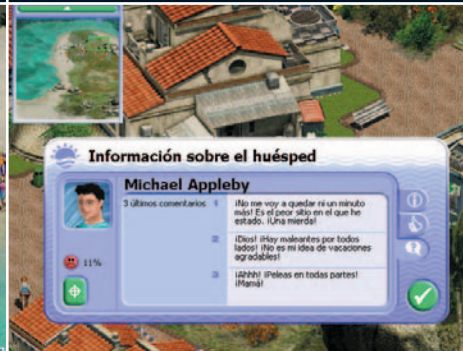 Información sobre el huésped
Michael Appleby
3 últimos comentarios
1
¡No me voy a quedar ni un minuto
más! Es el peor sitio en el que he
estado. ¡Una mierda!
2
¡Dios! ¡Hay maleantes por todos
lados! ¡No es mi idea de vacaciones
agradables!
3
¡Ahhh! ¡Peleas en todas partes!
¡Mamá!
11%